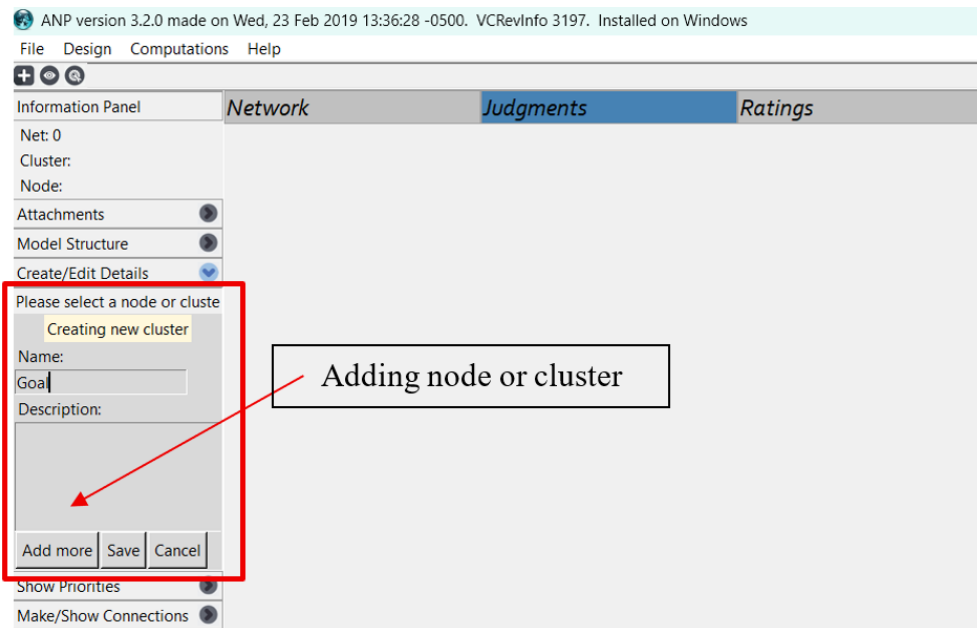 ANP version 3.2.0 made on Wed, 23 Feb 2019 13:36:28 -0500. VCRevInfo 3197. Installed on Windows
File Design Computations Help
Information Panel
Network Judgments Ratings
Net: 0
Cluster:
Node:
Attachments
Model Structure
Create/Edit Details
Please select a node or cluste
Creating new cluster
Name:
Goal
Adding node or cluster
Description:
Add more Save Cancel
Show Priorities
Make/Show Connections